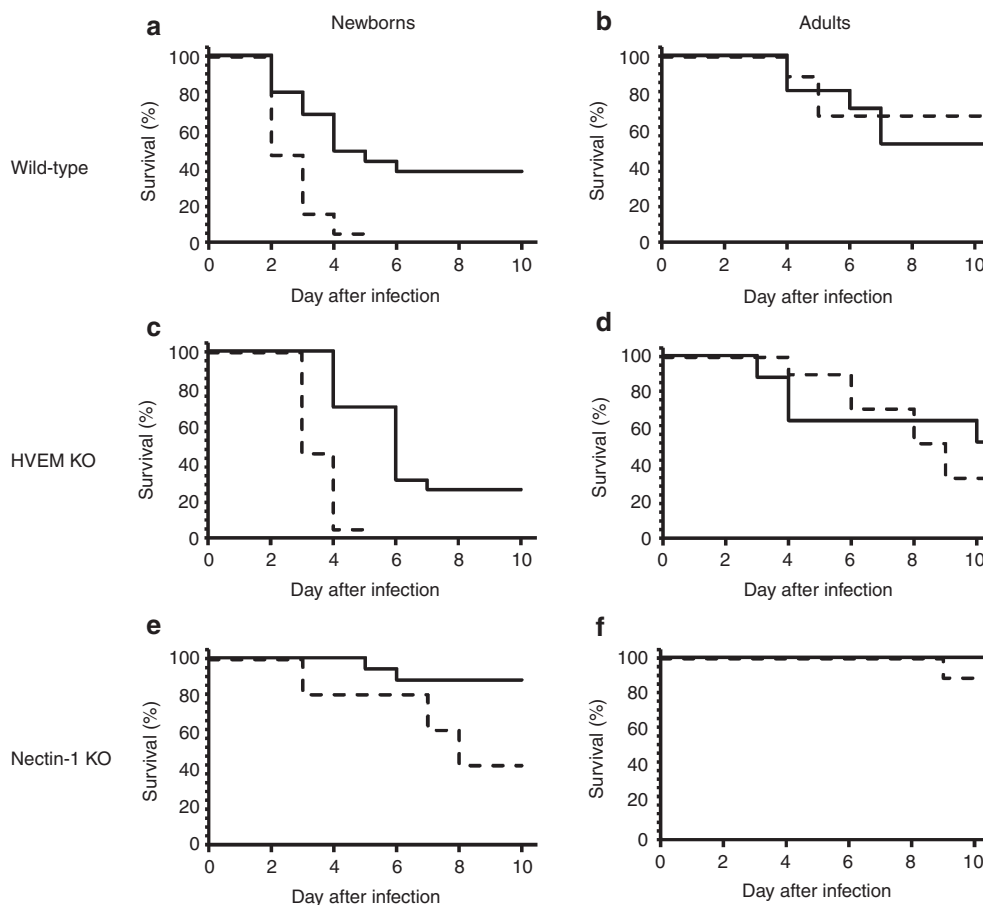 Newborns
Adults
a
b
Wild-type
Survival (%)
100
80
60
40
20
0
0 2 4 6 8 10
Day after infection
Survival (%)
100
80
60
40
20
0
0 2 4 6 8 10
Day after infection
c
d
HVEM KO
Survival (%)
100
80
60
40
20
0
0 2 4 6 8 10
Day after infection
Survival (%)
100
80
60
40
20
0
0 2 4 6 8 10
Day after infection
e
f
Nectin-1 KO
Survival (%)
100
80
60
40
20
0
0 2 4 6 8 10
Day after infection
Survival (%)
100
80
60
40
20
0
0 2 4 6 8 10
Day after infection